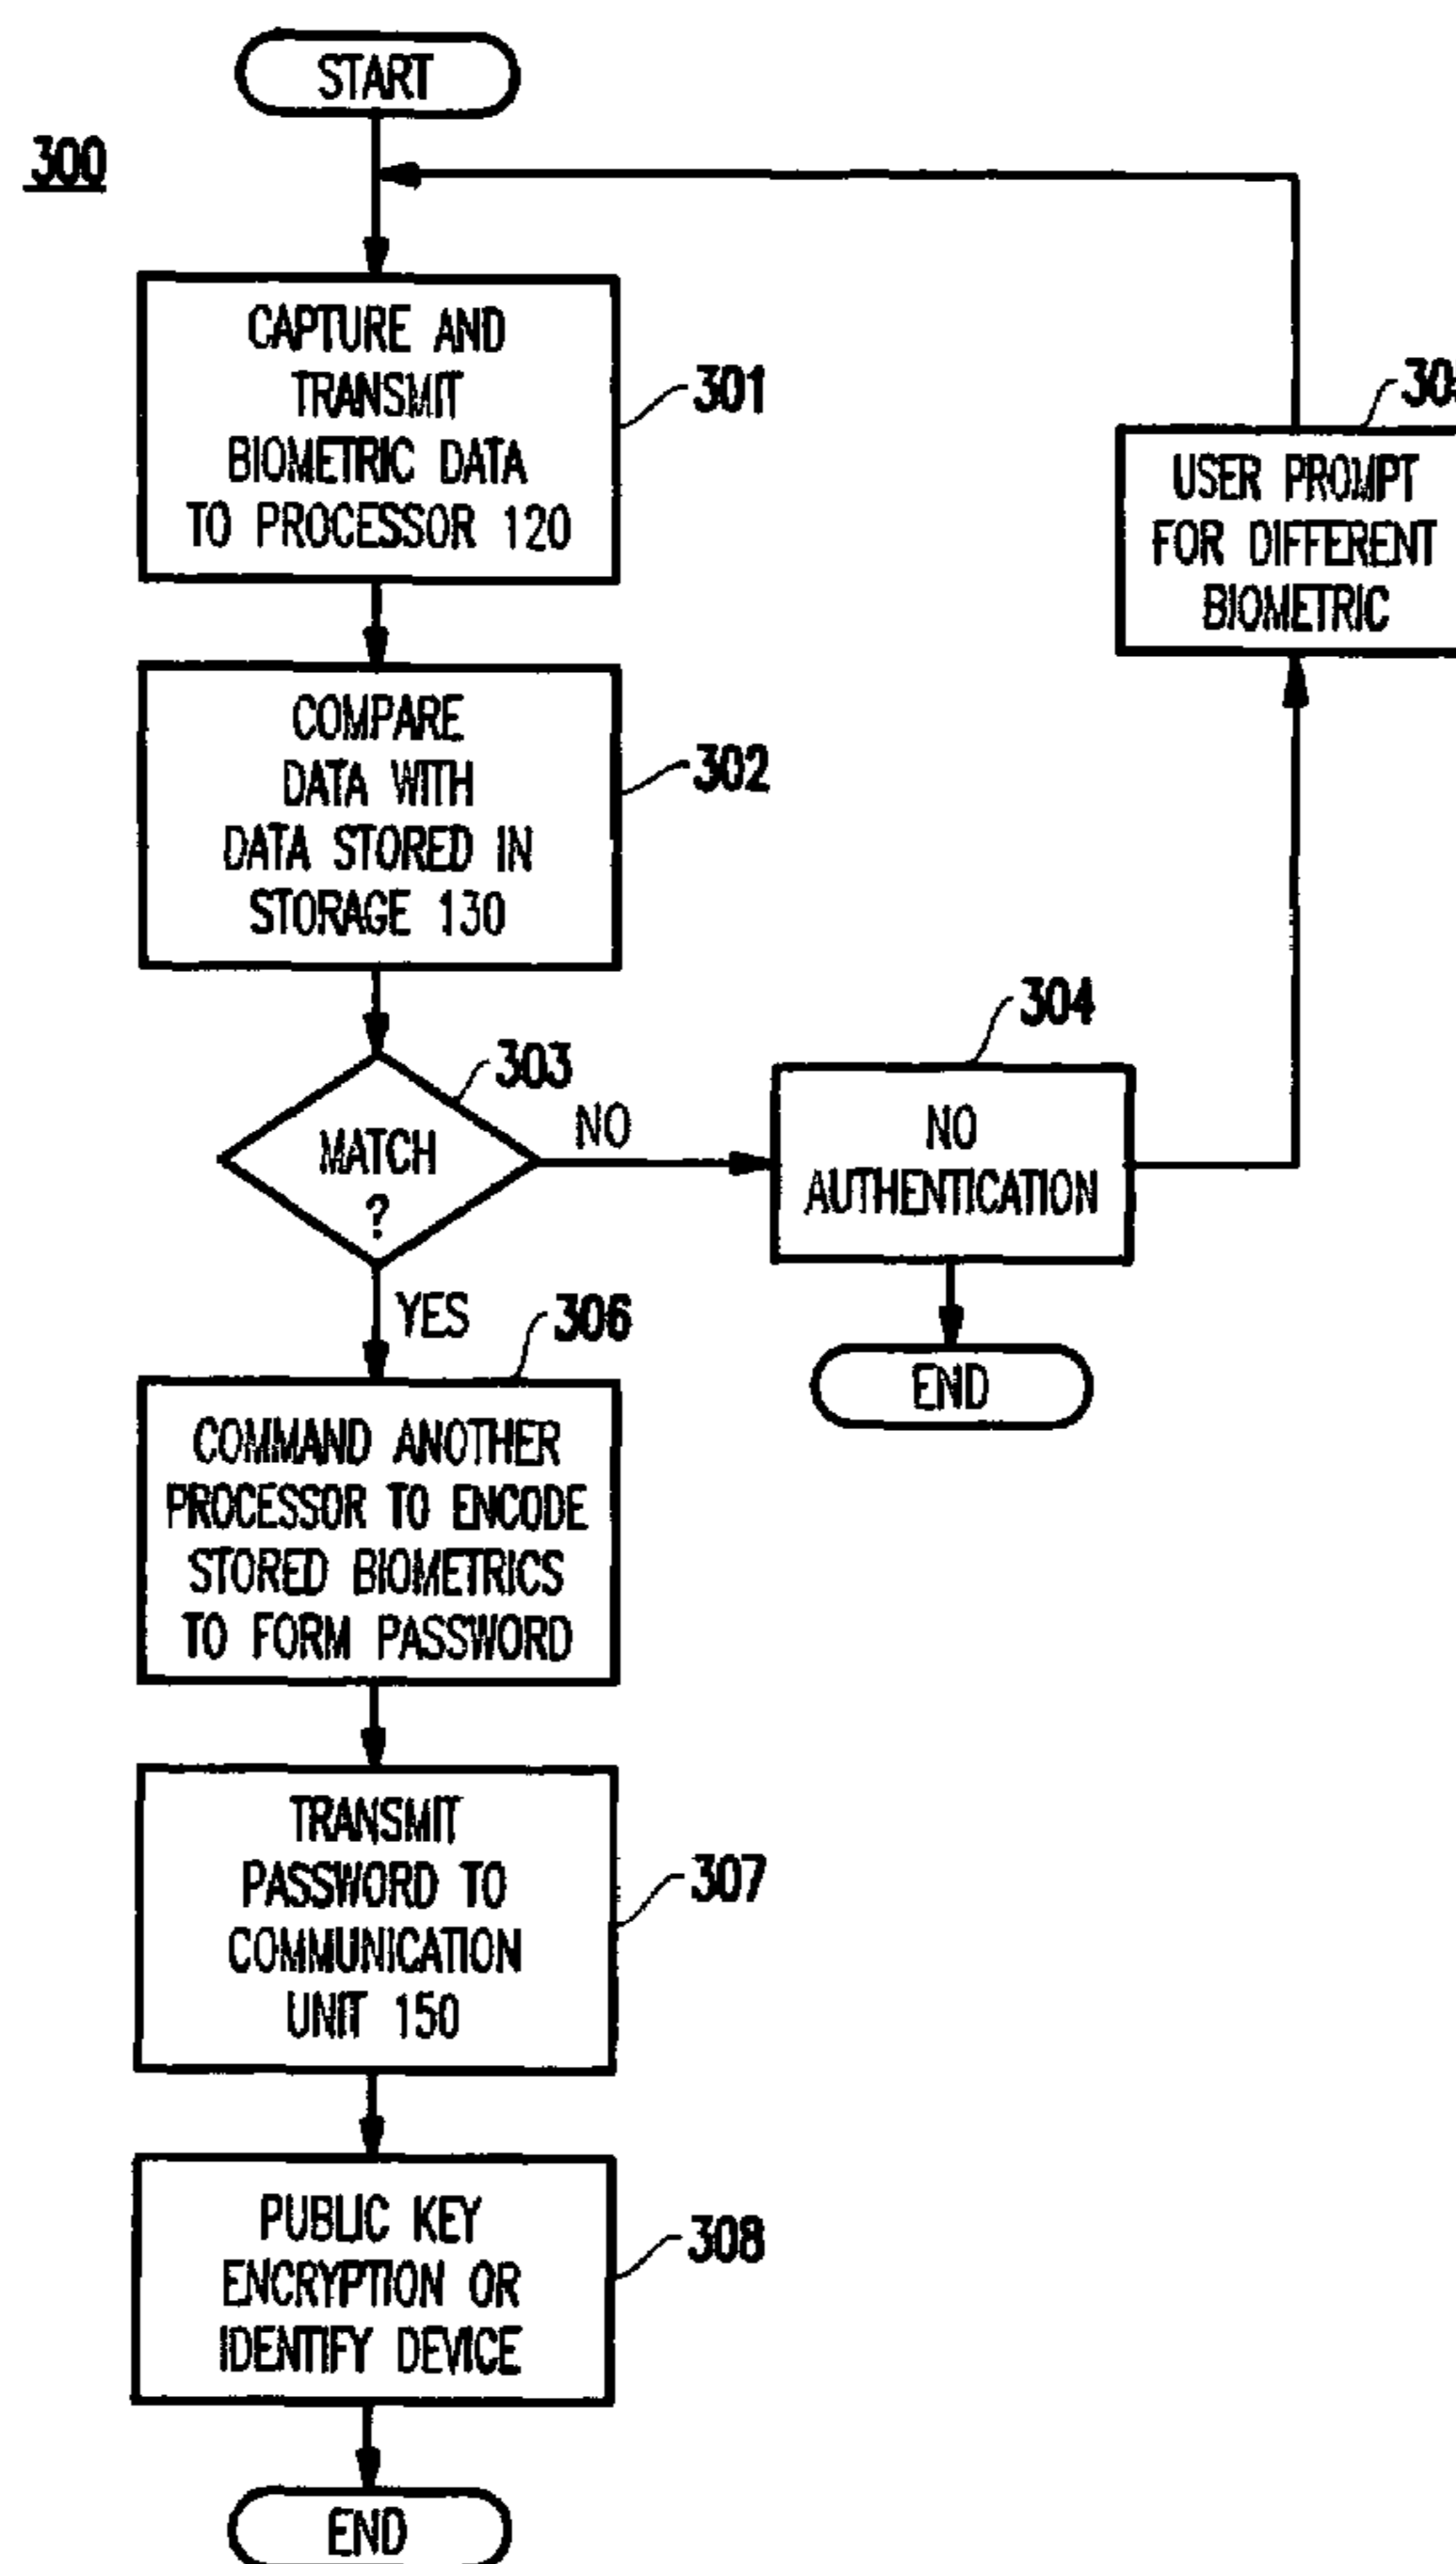 START
300
CAPTURE AND
TRANSMIT
BIOMETRIC DATA
TO PROCESSOR 120
301
USER PROMPT
FOR DIFFERENT
BIOMETRIC
COMPARE
DATA WITH
DATA STORED IN
STORAGE 130
302
MATCH
?
303
NO
304
NO
AUTHENTICATION
END
YES
306
COMMAND ANOTHER
PROCESSOR TO ENCODE
STORED BIOMETRICS
TO FORM PASSWORD
TRANSMIT
PASSWORD TO
COMMUNICATION
UNIT 150
307
PUBLIC KEY
ENCRYPTION OR
IDENTIFY DEVICE
308
END